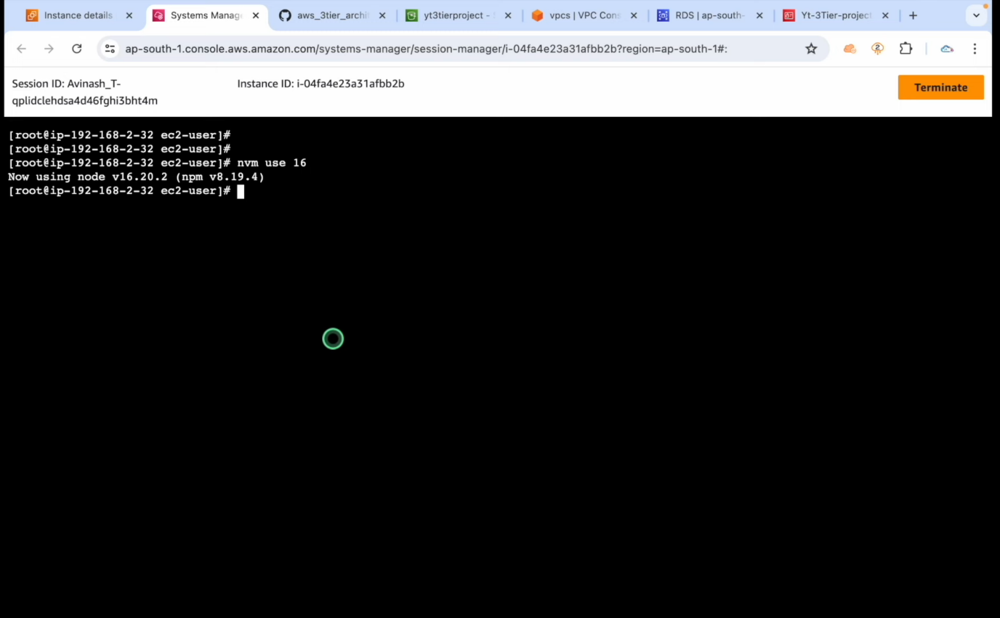 Instance details
Systems Manag
aws_3tier_archi
yt3tierproject -
vpcs | VPC Cons
RDS | ap-south-
Yt-3Tier-project
ap-south-1.console.aws.amazon.com/systems-manager/session-manager/i-04fa4e23a31afbb2b?region=ap-south-1#:
2
Session ID: Avinash_T-
qplidclehdsa4d46fghi3bht4m
Instance ID: i-04fa4e23a31afbb2b
Terminate
[root@ip-192-168-2-32 ec2-user]#
[root@ip-192-168-2-32 ec2-user]#
[root@ip-192-168-2-32 ec2-user]# nvm use 16
Now using node v16.20.2 (npm v8.19.4)
[root@ip-192-168-2-32 ec2-user]#